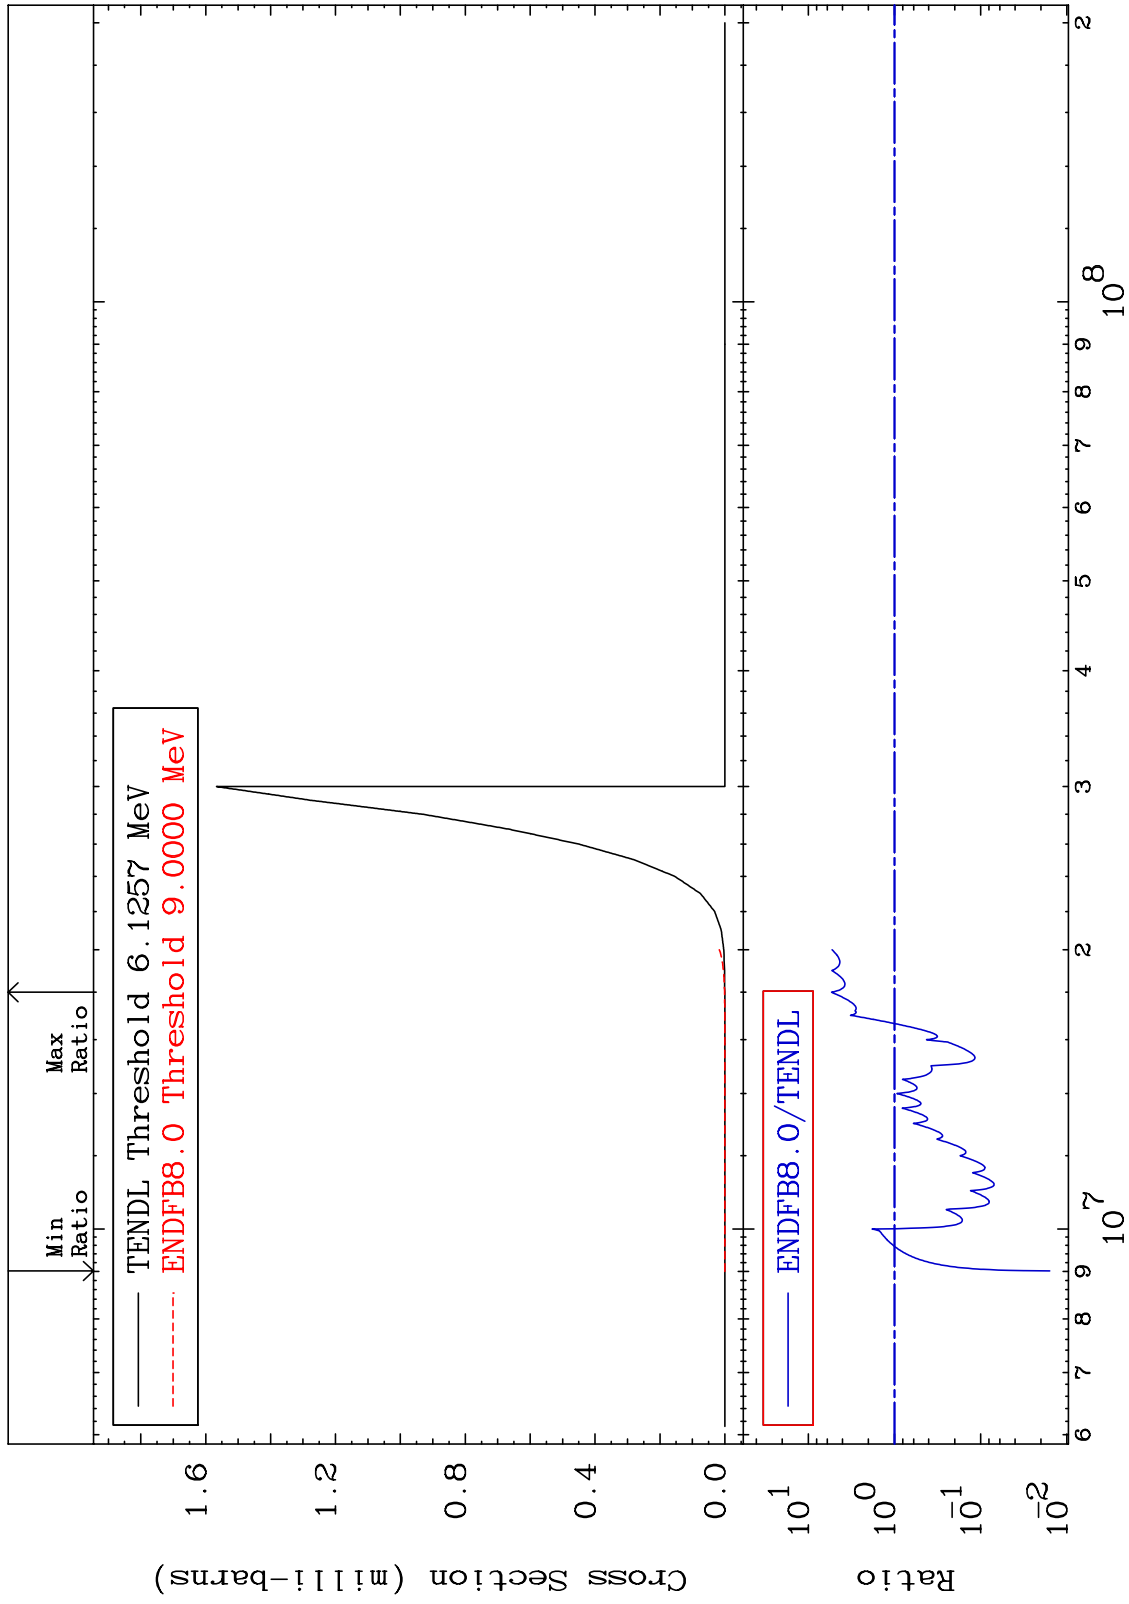 Min
Ratio
Max
Ratio
TENDL Threshold 6.1257 MeV
ENDFB8.0 Threshold 9.0000 MeV
Cross Section (milli-barns)
1.6
1.2
0.8
0.4
0.0
ENDFB8.0/TENDL
Ratio
10^1
10^0
10^-1
10^-2
6 7 8 9 10^7 2 3 4 5 6 7 8 9 10^8 2